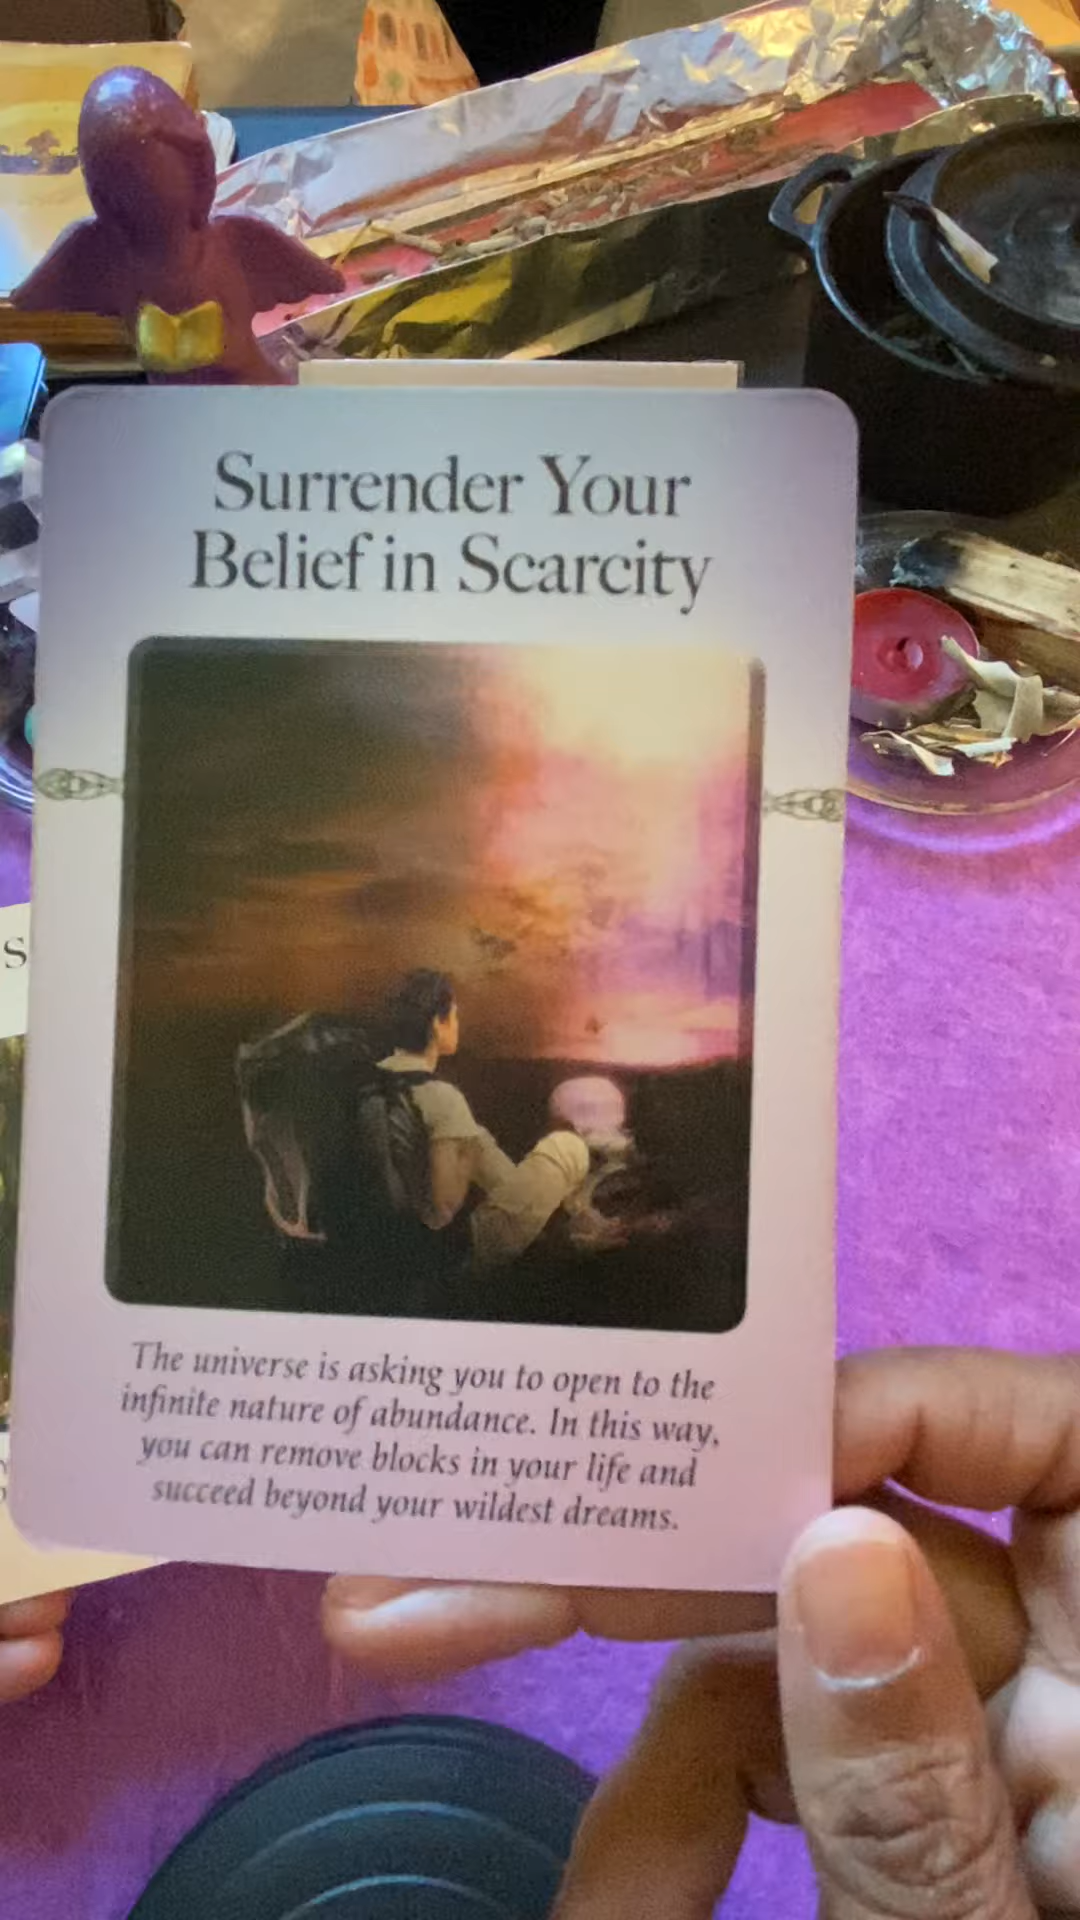 Surrender Your
Belief in Scarcity
S
The universe is asking you to open to the
infinite nature of abundance. In this way,
you can remove blocks in your life and
succeed beyond your wildest dreams.